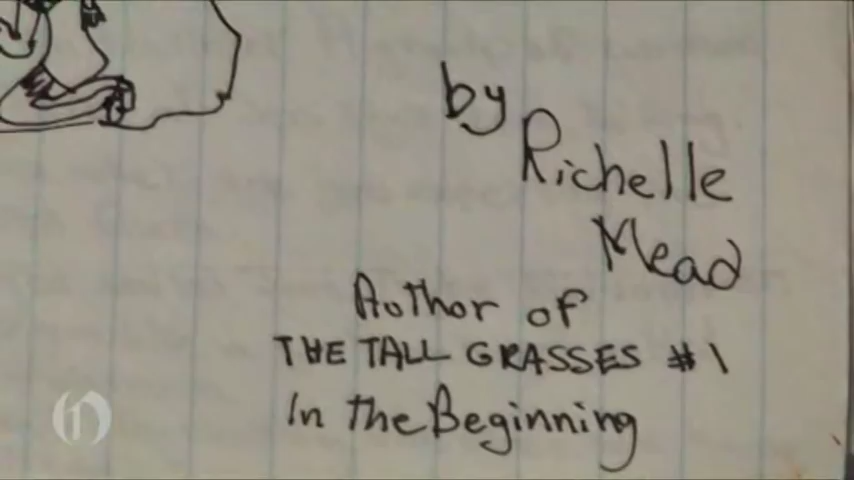 by
Richelle
Mead
Author of
THE TALL GRASSES #1
In the Beginning